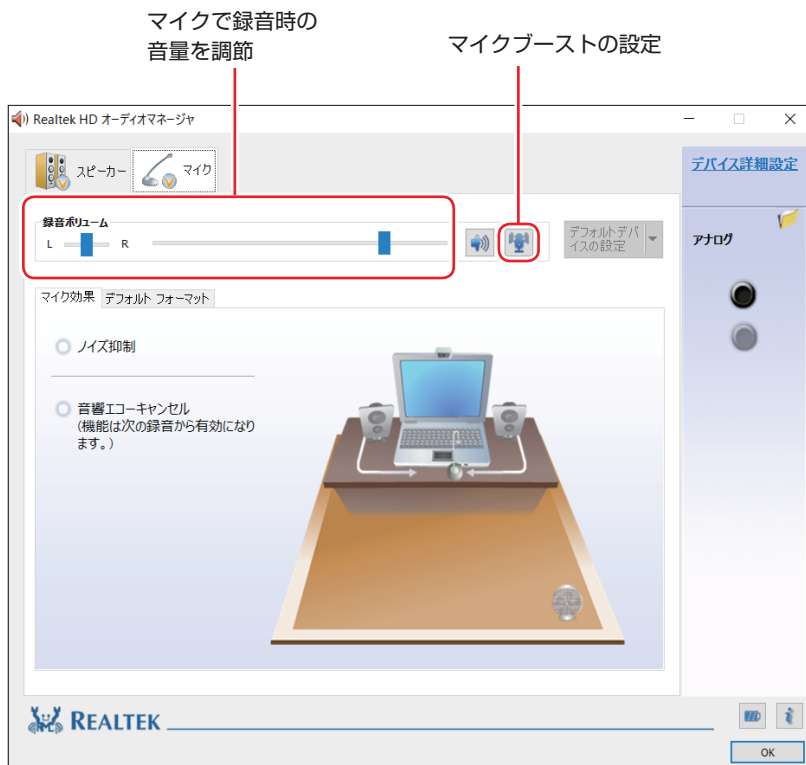 マイクで録音時の
音量を調節
マイクブーストの設定
Realtek HD オーディオマネージャ
スピーカー
マイク
デバイス詳細設定
録音ボリューム
L
R
デフォルトデバ
イスの設定
アナログ
マイク効果
デフォルト フォーマット
ノイズ抑制
音響エコーキャンセル
(機能は次の録音から有効になり
ます。)
REALTEK
OK